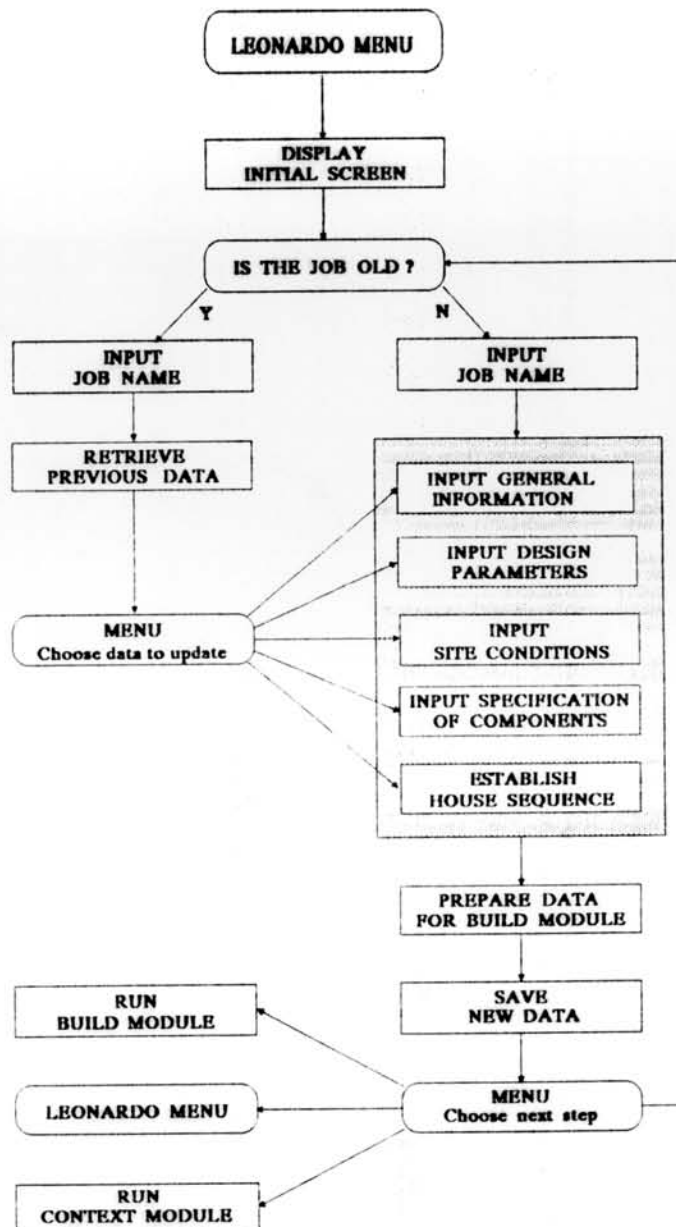 LEONARDO MENU
DISPLAY
INITIAL SCREEN
IS THE JOB OLD ?
Y
N
INPUT
JOB NAME
INPUT
JOB NAME
RETRIEVE
PREVIOUS DATA
INPUT GENERAL
INFORMATION
INPUT DESIGN
PARAMETERS
MENU
Choose data to update
INPUT
SITE CONDITIONS
INPUT SPECIFICATION
OF COMPONENTS
ESTABLISH
HOUSE SEQUENCE
PREPARE DATA
FOR BUILD MODULE
RUN
BUILD MODULE
SAVE
NEW DATA
LEONARDO MENU
MENU
Choose next step
RUN
CONTEXT MODULE